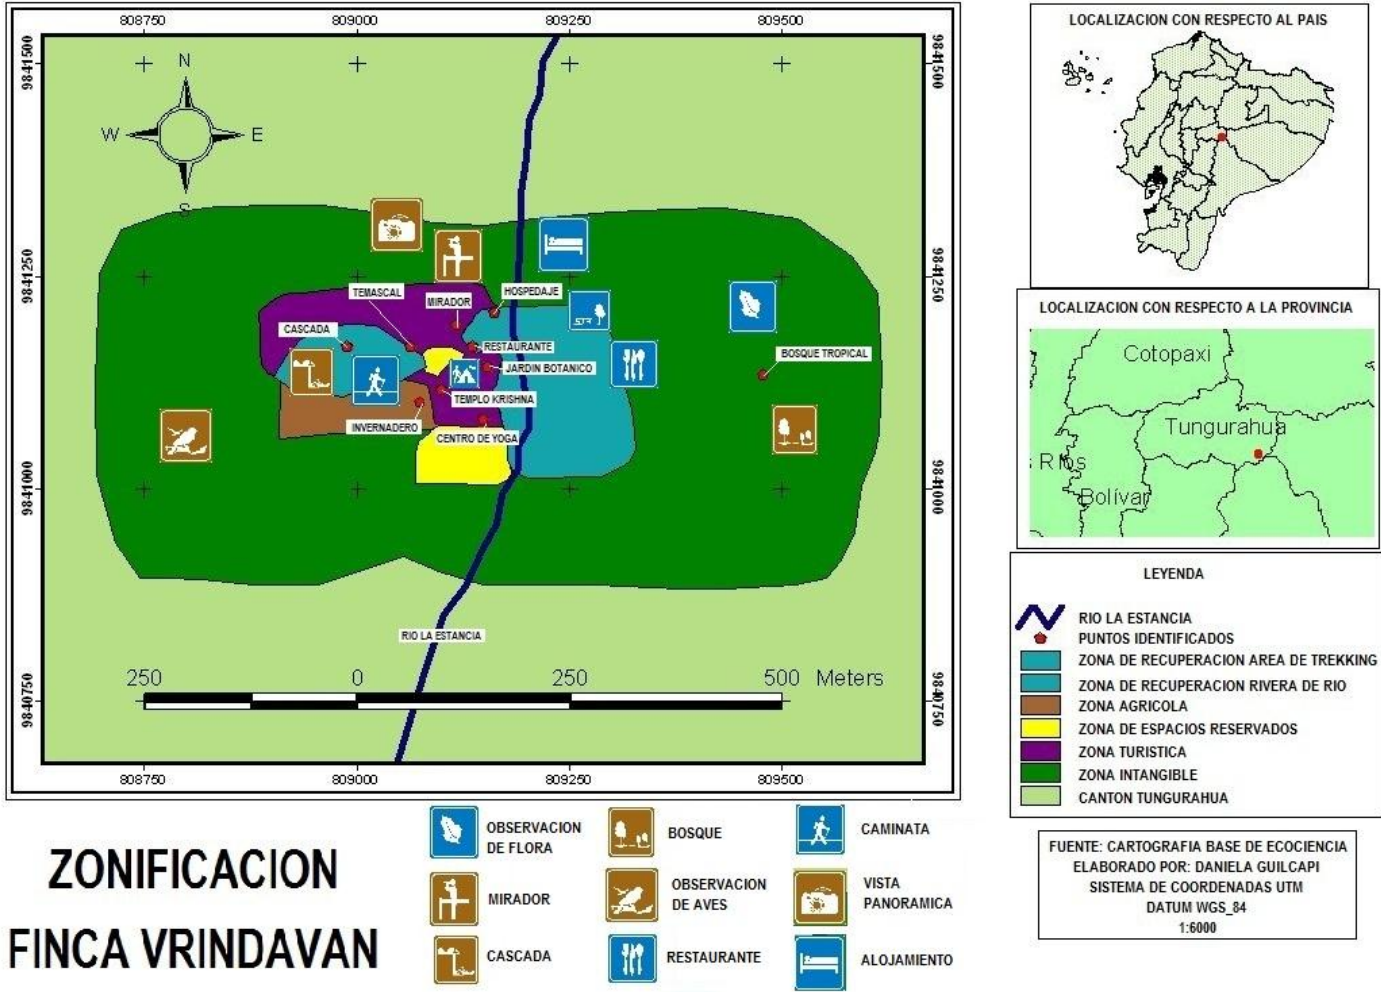 808750 809000 809250 809500
9841500
9841500
N
W E
S
9841250
9841250
TEMASCAL
MIRADOR
HOSPEDAJE
CASCADA
RESTAURANTE
BOSQUE TROPICAL
JARDIN BOTANICO
TEMPLO KRISHNA
INVERNADERO
CENTRO DE YOGA
9841000
9841000
RIO LA ESTANCIA
250 0 250 500 Meters
9840750
9840750
808750 809000 809250 809500
LOCALIZACION CON RESPECTO AL PAIS
LOCALIZACION CON RESPECTO A LA PROVINCIA
Cotopaxi
Tungurahua
s Ríos
Bolívar
LEYENDA
RIO LA ESTANCIA
PUNTOS IDENTIFICADOS
ZONA DE RECUPERACION AREA DE TREKKING
ZONA DE RECUPERACION RIVERA DE RIO
ZONA AGRICOLA
ZONA DE ESPACIOS RESERVADOS
ZONA TURISTICA
ZONA INTANGIBLE
CANTON TUNGURAHUA
FUENTE: CARTOGRAFIA BASE DE ECOCIENCIA
ELABORADO POR: DANIELA GUILCAPI
SISTEMA DE COORDENADAS UTM
DATUM WGS_84
1:6000
ZONIFICACION
FINCA VRINDAVAN
OBSERVACION
DE FLORA
MIRADOR
CASCADA
BOSQUE
OBSERVACION
DE AVES
RESTAURANTE
CAMINATA
VISTA
PANORAMICA
ALOJAMIENTO